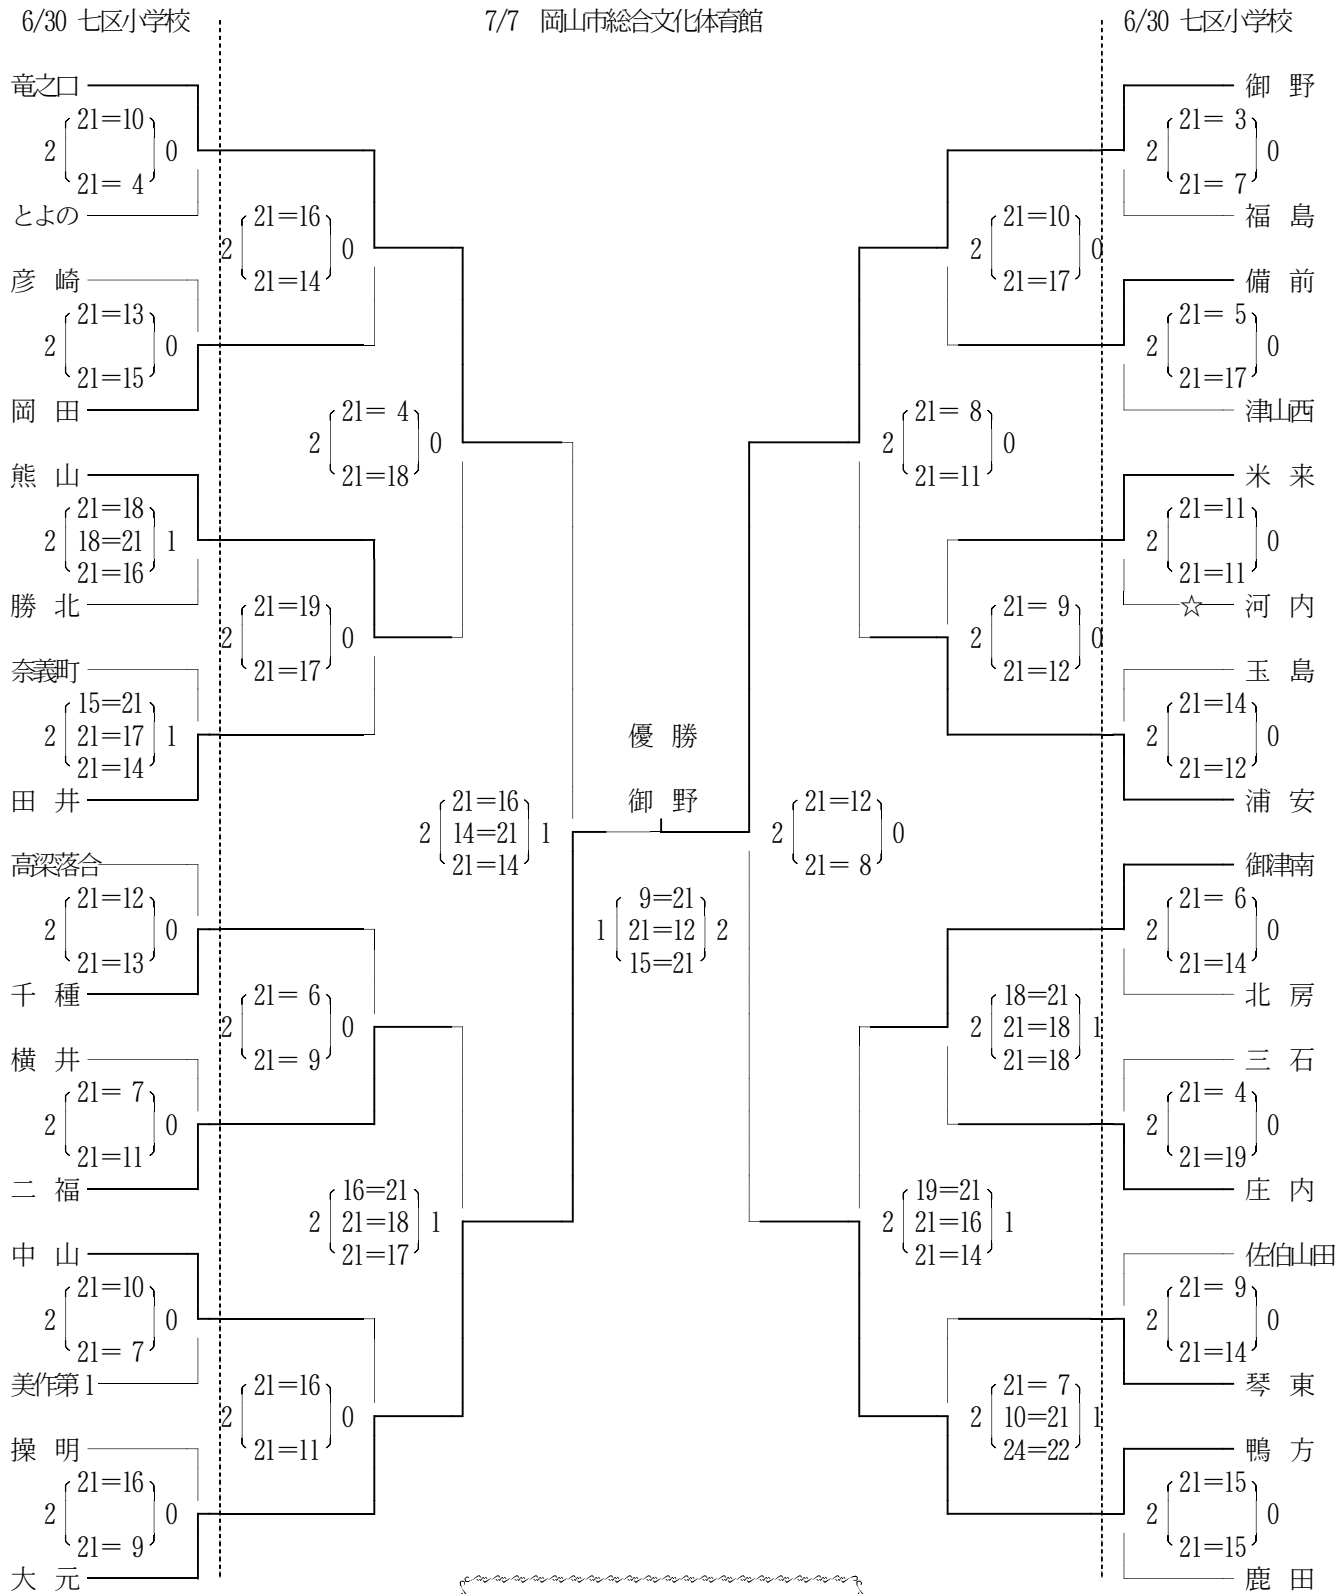 6/30 七区小学校
7/7 岡山市総合文化体育館
6/30 七区小学校
竜之口
2 21=10 0
21= 4
とよの
2 21=16 0
21=14
彦 崎
2 21=13 0
21=15
岡 田
2 21= 4 0
21=18
熊 山
21=18
2 18=21 1
21=16
勝 北
2 21=19 0
21=17
奈義町
15=21
2 21=17 1
21=14
田 井
21=16
2 14=21 1
21=14
高梁落合
2 21=12 0
21=13
千 種
2 21= 6 0
21= 9
横 井
2 21= 7 0
21=11
二 福
16=21
2 21=18 1
21=17
中 山
2 21=10 0
21= 7
美作第1
2 21=16 0
21=11
操 明
2 21=16 0
21= 9
大 元
優 勝
御 野
9=21
1 21=12 2
15=21
御 野
2 21= 3 0
21= 7
福 島
2 21=10 0
21=17
備 前
2 21= 5 0
21=17
津山西
2 21= 8 0
21=11
米 来
2 21=11 0
21=11
☆ 河 内
2 21= 9 0
21=12
玉 島
2 21=14 0
21=12
浦 安
2 21=12 0
21= 8
御津南
2 21= 6 0
21=14
北 房
18=21
2 21=18 1
21=18
三 石
2 21= 4 0
21=19
庄 内
19=21
2 21=16 1
21=14
佐伯山田
2 21= 9 0
21=14
琴 東
21= 7
2 10=21 1
24=22
鴨 方
2 21=15 0
21=15
鹿 田